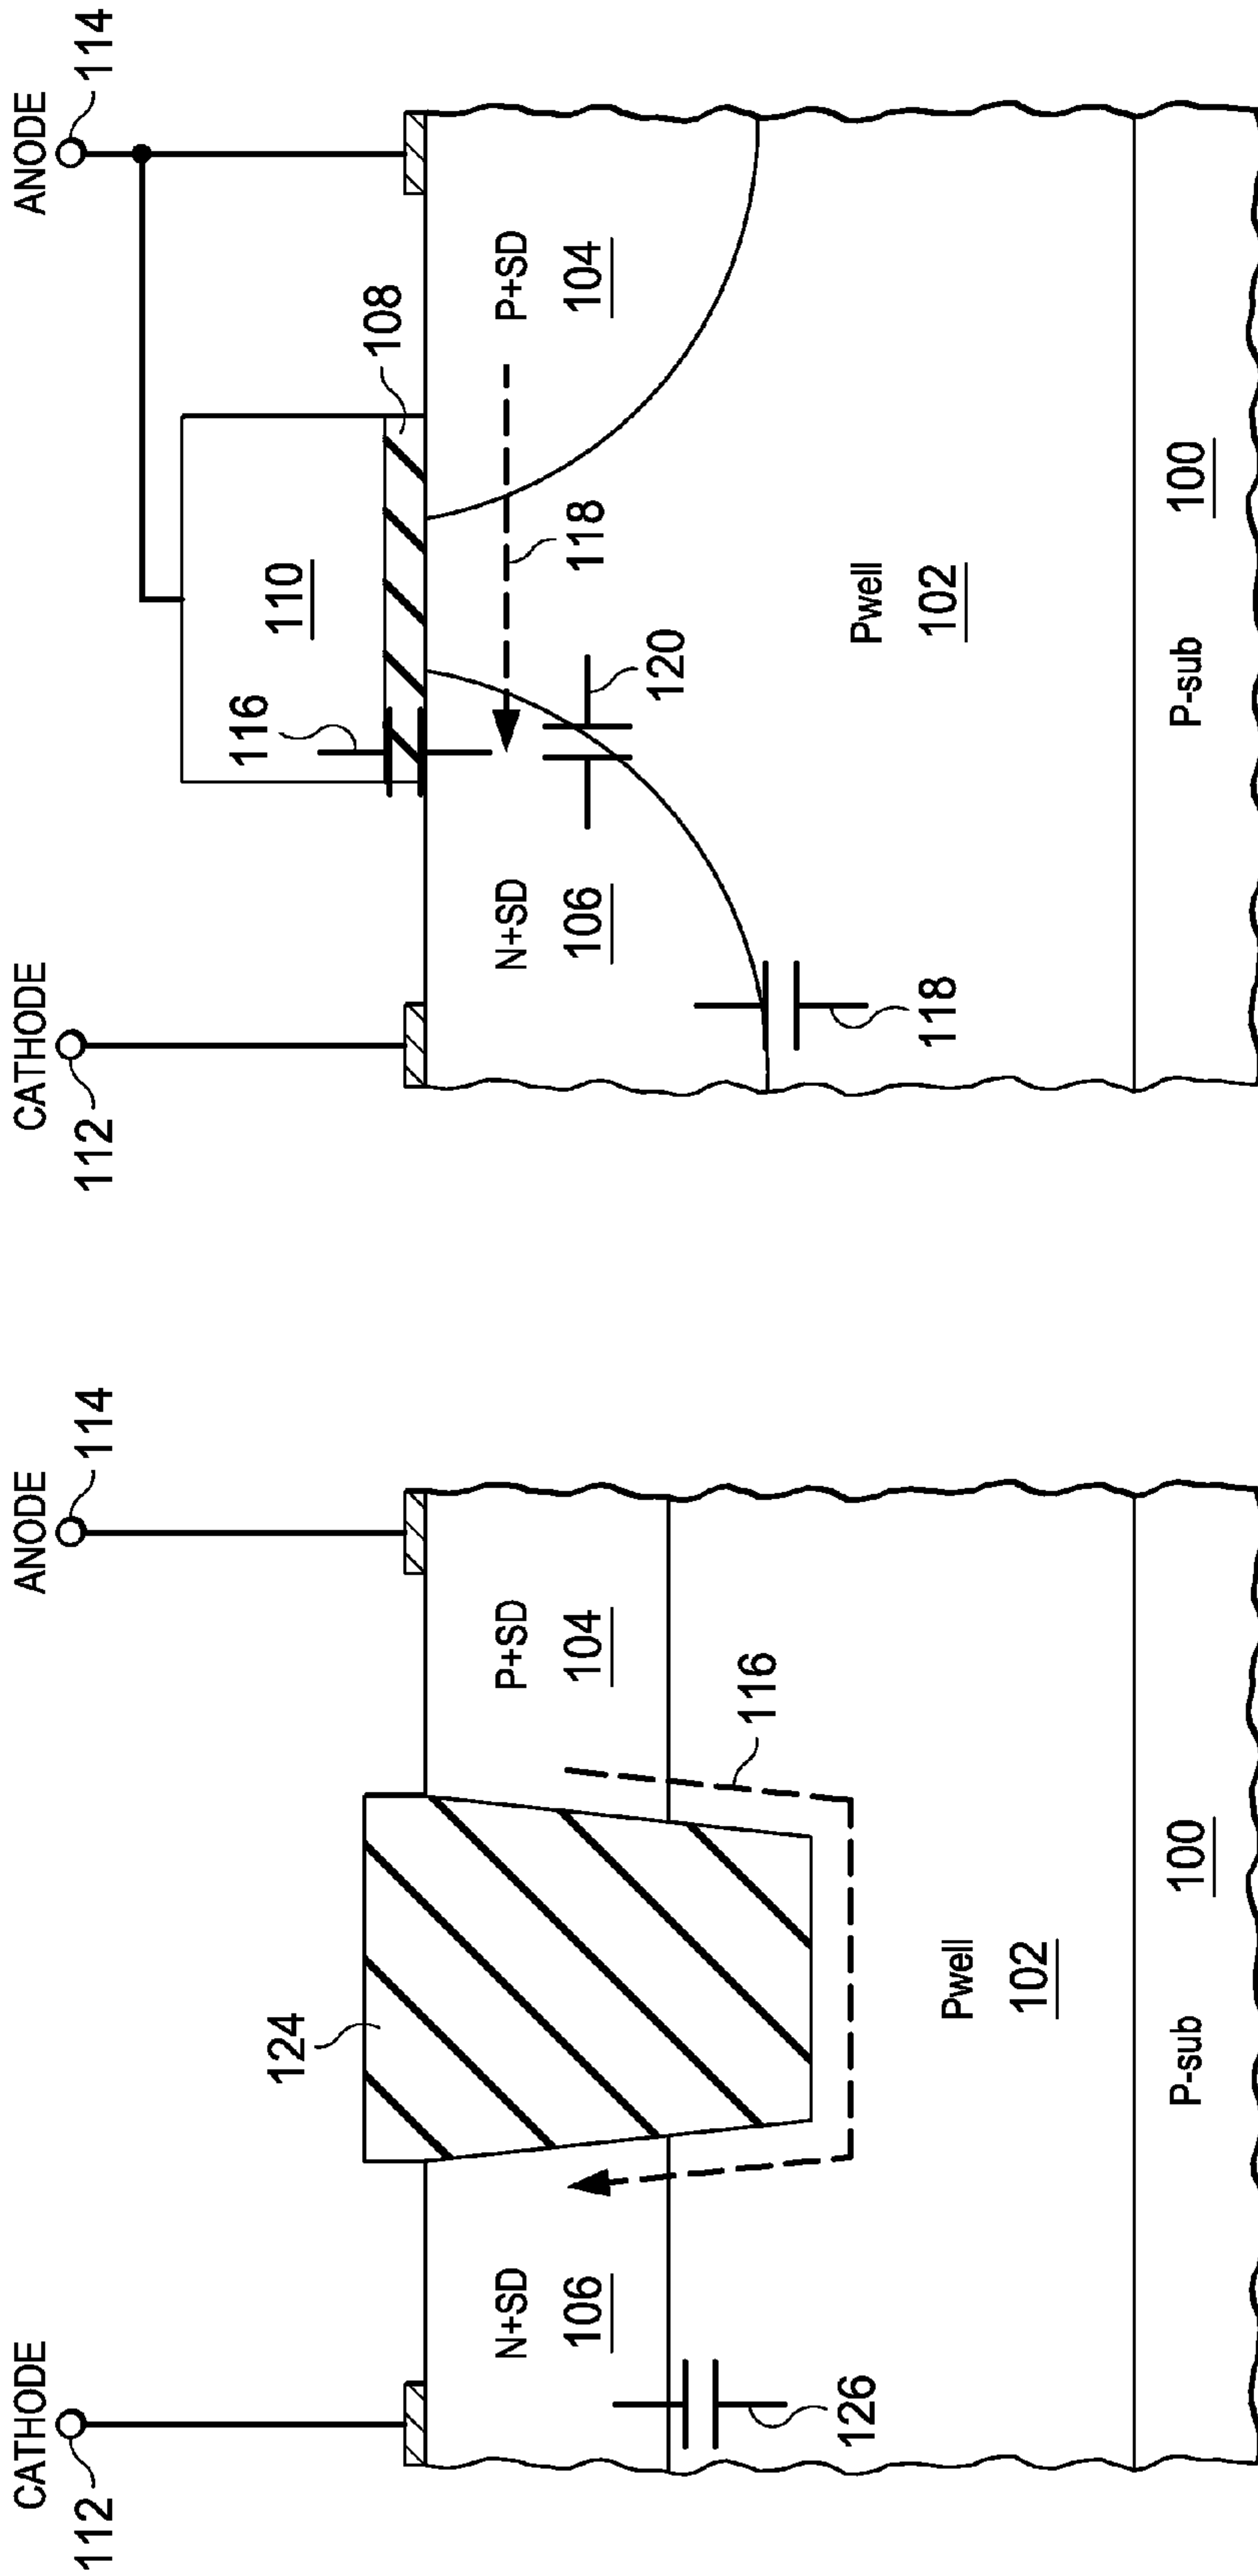 CATHODE
ANODE
112
114
110
116
108
N+SD
106
P+SD
104
118
120
118
Pwell
102
P-sub
100
CATHODE
ANODE
112
114
124
N+SD
106
P+SD
104
116
126
Pwell
102
P-sub
100